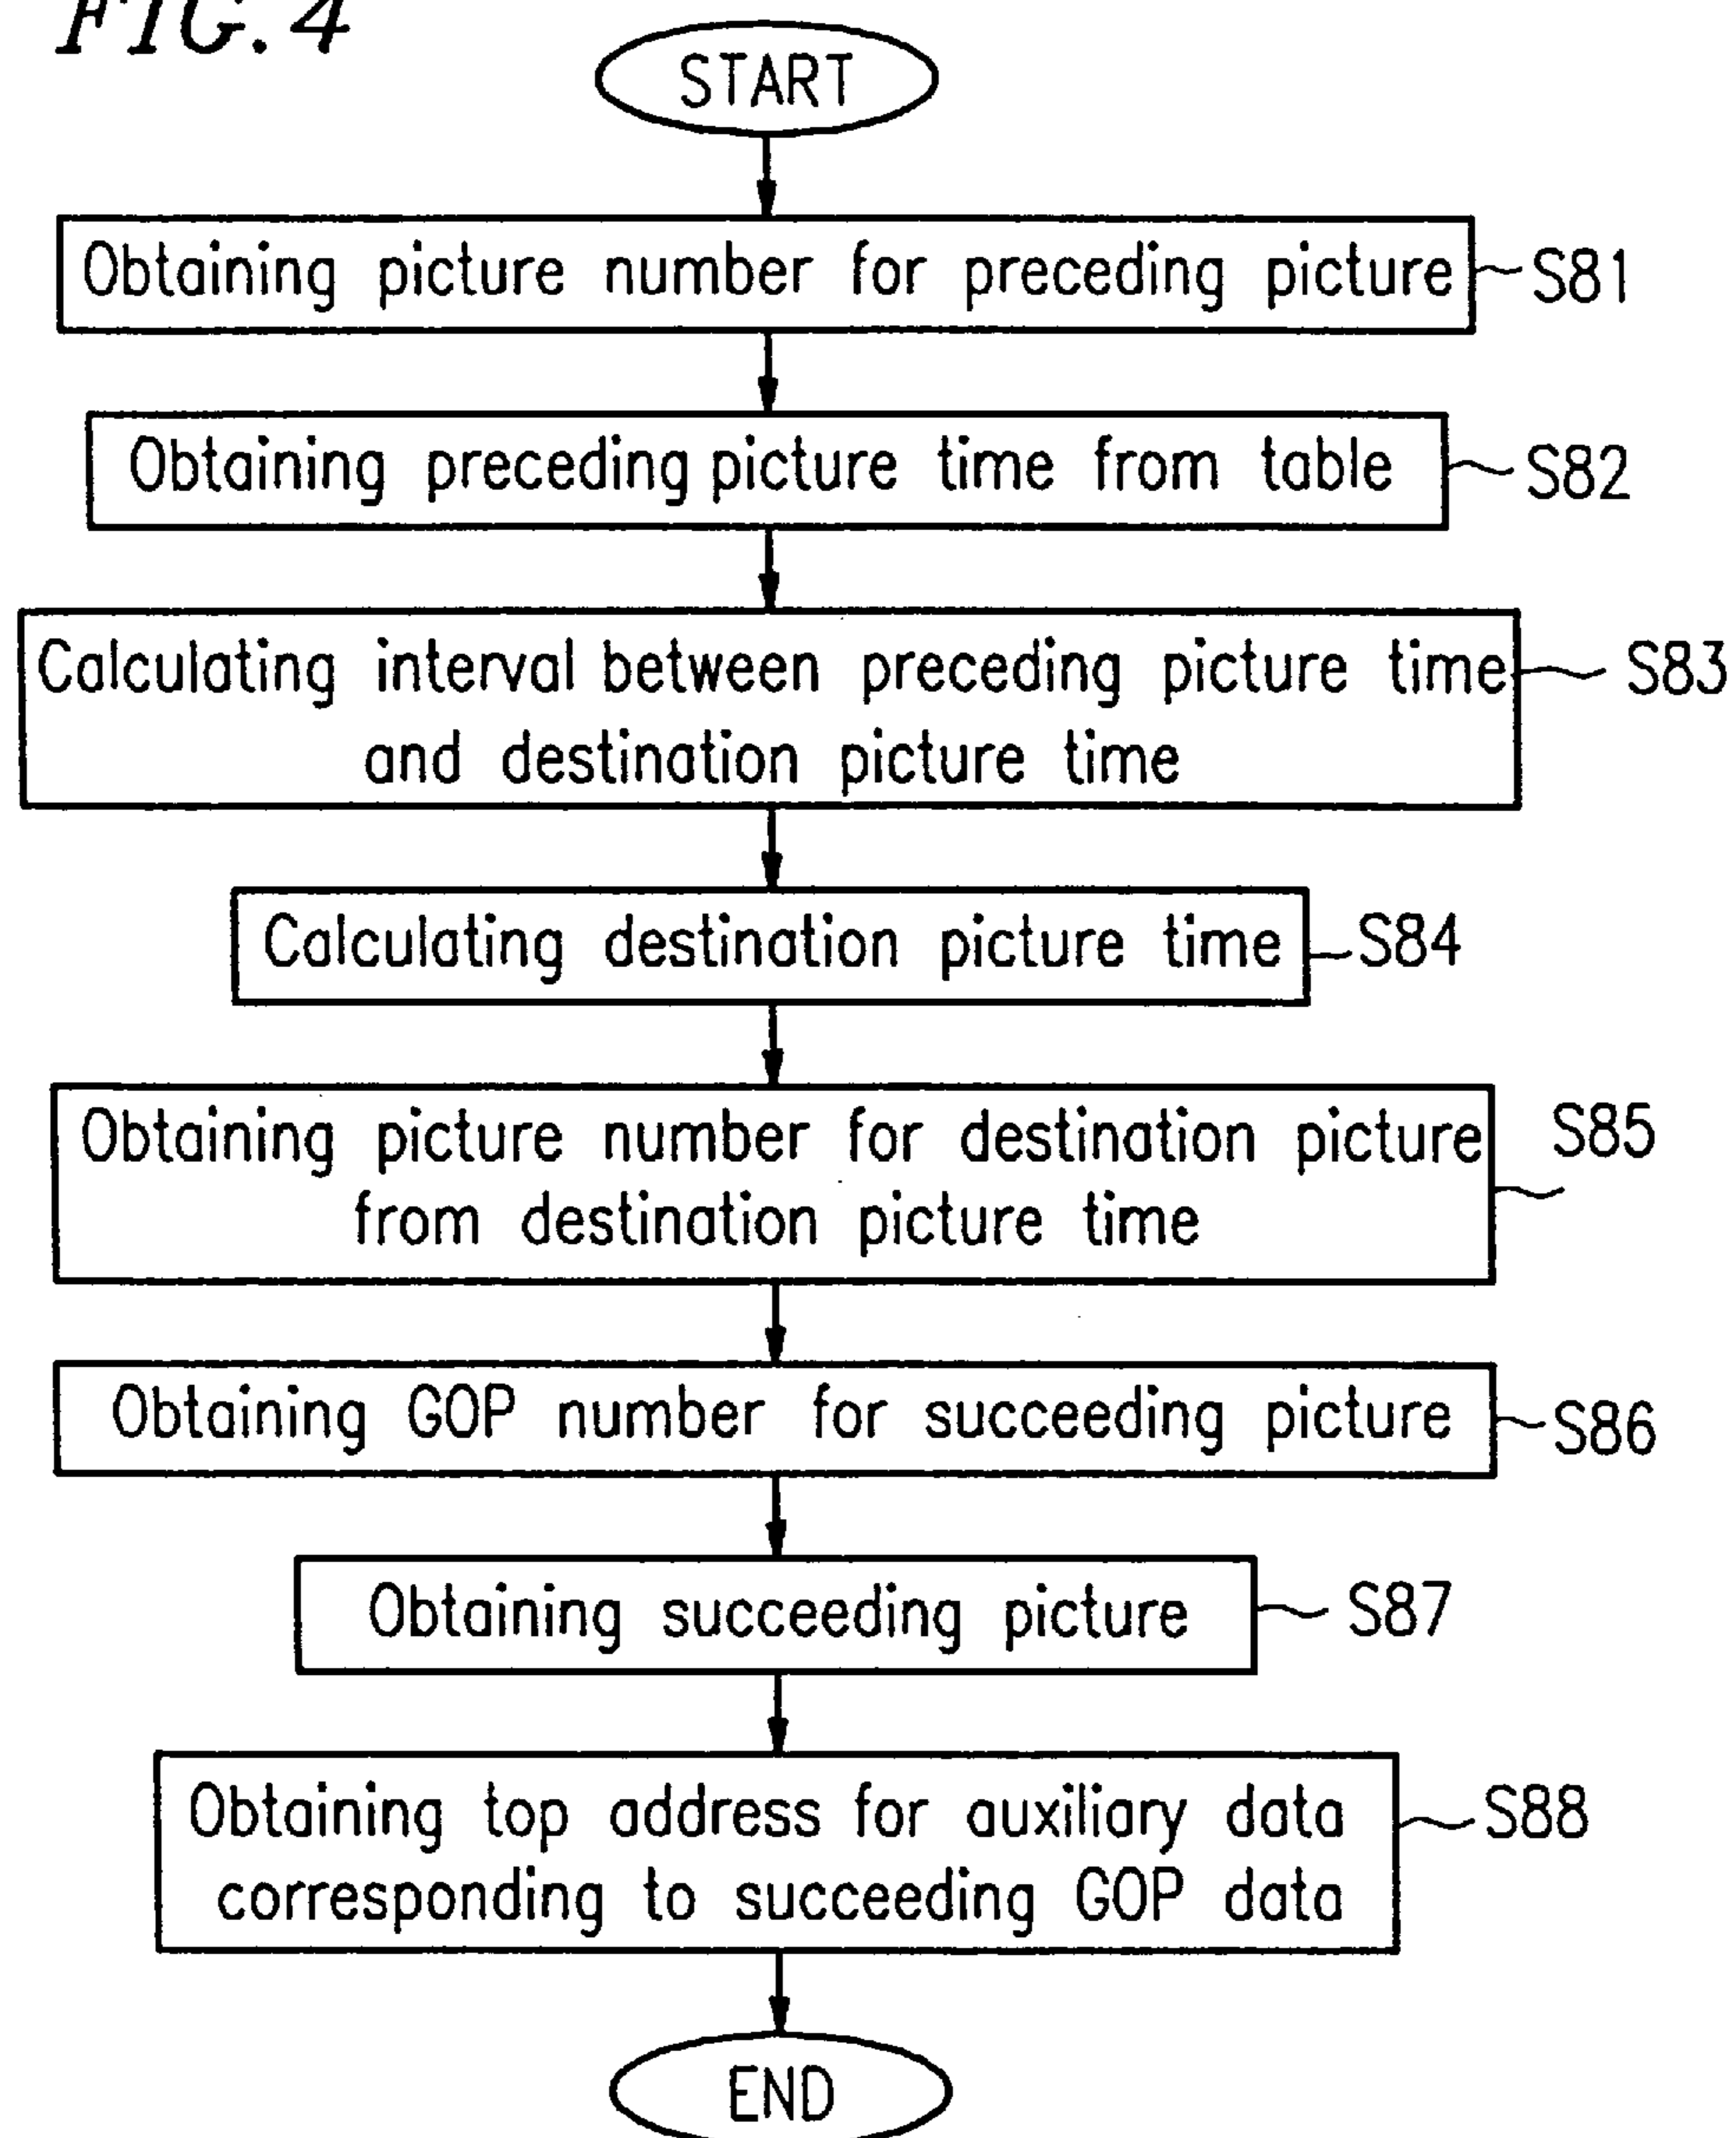 FIG. 4
START
Obtaining picture number for preceding picture
S81
Obtaining preceding picture time from table
S82
Calculating interval between preceding picture time
and destination picture time
S83
Calculating destination picture time
S84
Obtaining picture number for destination picture
from destination picture time
S85
Obtaining GOP number for succeeding picture
S86
Obtaining succeeding picture
S87
Obtaining top address for auxiliary data
corresponding to succeeding GOP data
S88
END